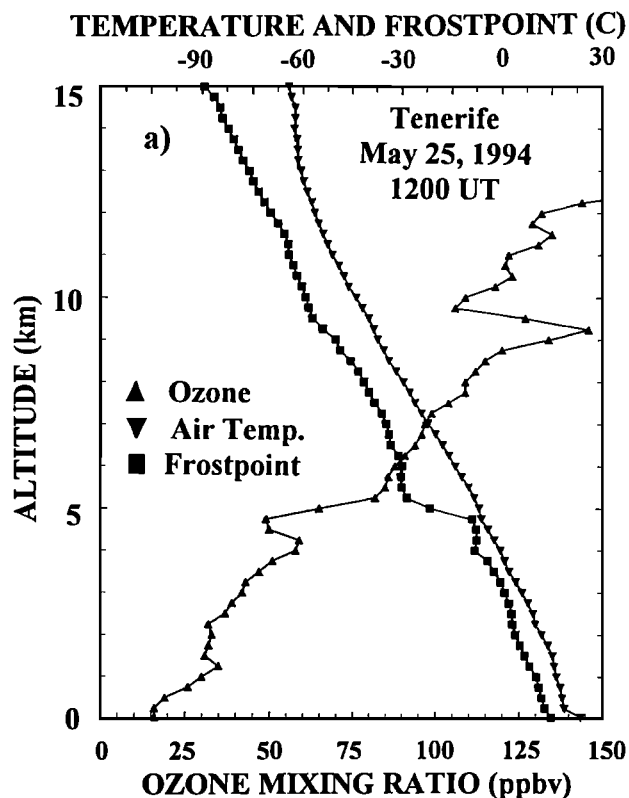 TEMPERATURE AND FROSTPOINT (C)
-90 -60 -30 0 30
15
a)
Tenerife
May 25, 1994
1200 UT
10
ALTITUDE (km)
Ozone
Air Temp.
Frostpoint
5
0
0 25 50 75 100 125 150
OZONE MIXING RATIO (ppbv)